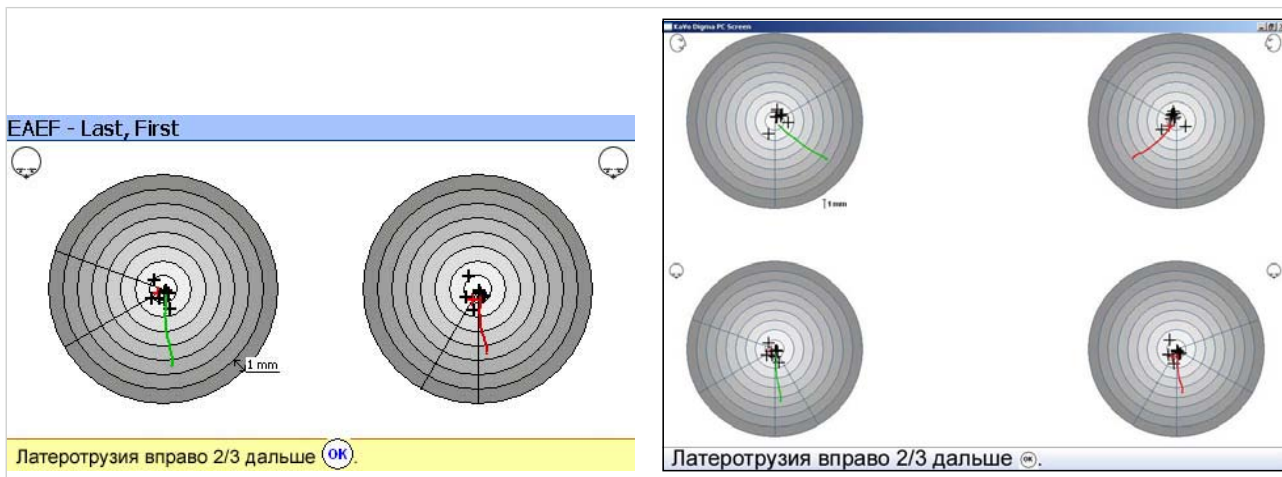 EAEF - Last, First
1 mm
Латеротрузия вправо 2/3 дальше OK.
KaVo Digma PC Screen
1 mm
Латеротрузия вправо 2/3 дальше OK.